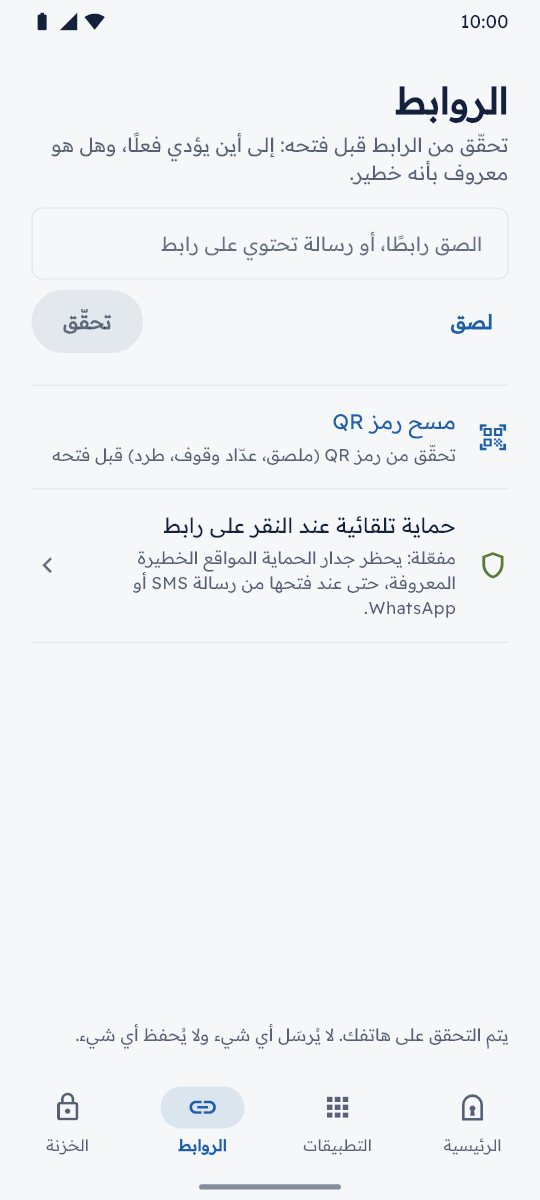 10:00
الروابط
تحقّق من الرابط قبل فتحه: إلى أين يؤدي فعلًا، وهل هو
معروف بأنه خطير.
الصق رابطًا، أو رسالة تحتوي على رابط
لصق
تحقّق
مسح رمز QR
تحقّق من رمز QR (ملصق، عدّاد وقوف، طرد) قبل فتحه
حماية تلقائية عند النقر على رابط
مفعّلة: يحظر جدار الحماية المواقع الخطيرة
المعروفة، حتى عند فتحها من رسالة SMS أو
WhatsApp.
يتم التحقق على هاتفك. لا يُرسَل أي شيء ولا يُحفظ أي شيء.
الرئيسية
التطبيقات
الروابط
الخزنة